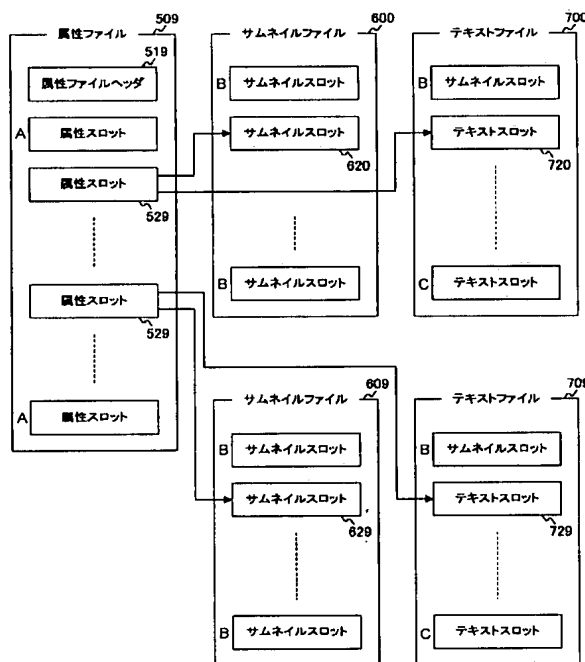 509
属性ファイル
519
属性ファイルヘッダ
A
属性スロット
属性スロット
529
属性スロット
529
A
属性スロット
600
サムネイルファイル
B
サムネイルスロット
サムネイルスロット
620
B
サムネイルスロット
700
テキストファイル
B
サムネイルスロット
テキストスロット
720
C
テキストスロット
609
サムネイルファイル
B
サムネイルスロット
サムネイルスロット
629
B
サムネイルスロット
709
テキストファイル
B
サムネイルスロット
テキストスロット
729
C
テキストスロット